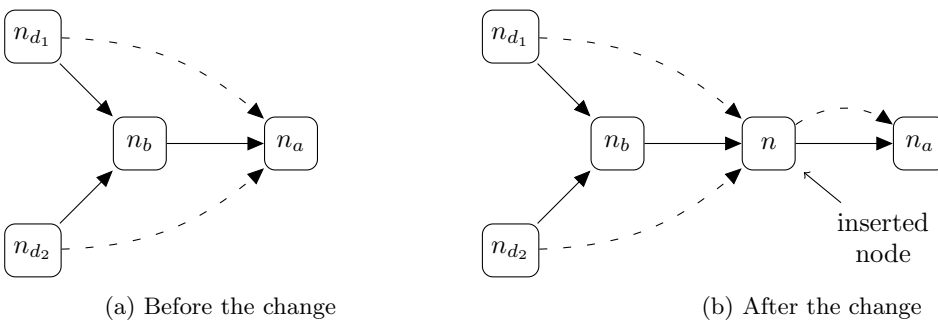 n_{d_1}
n_b
n_a
n_{d_2}
(a) Before the change
n_{d_1}
n_b
n
n_a
n_{d_2}
inserted
node
(b) After the change